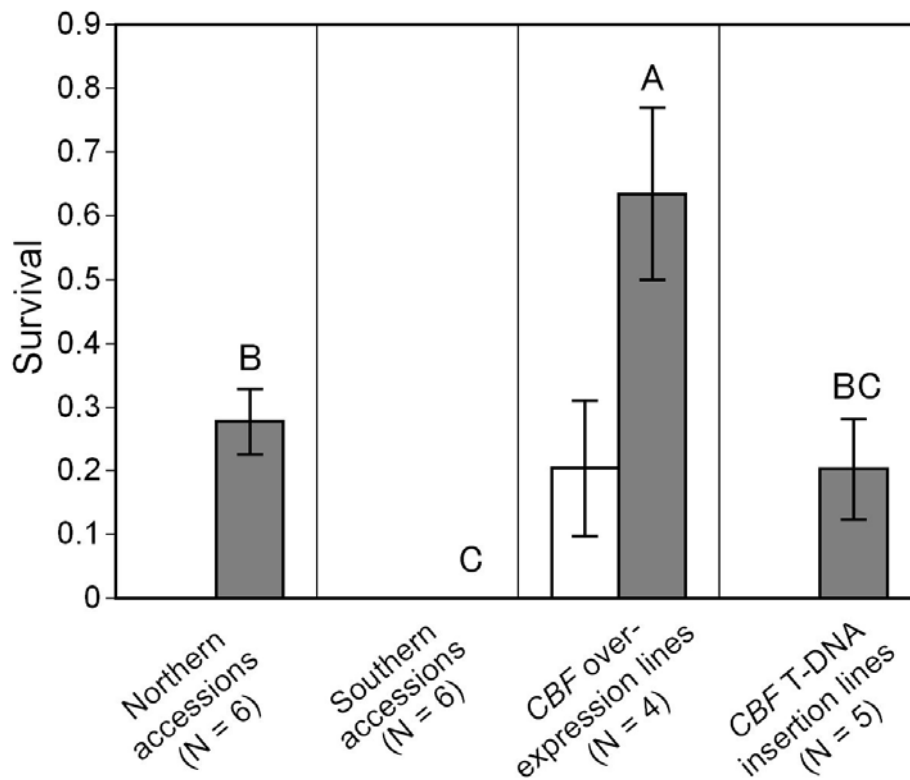 Survival
0.9
0.8
0.7
0.6
0.5
0.4
0.3
0.2
0.1
0
B
C
A
BC
Northern
accessions
(N = 6)
Southern
accessions
(N = 6)
CBF over-
expression lines
(N = 4)
CBF T-DNA
insertion lines
(N = 5)